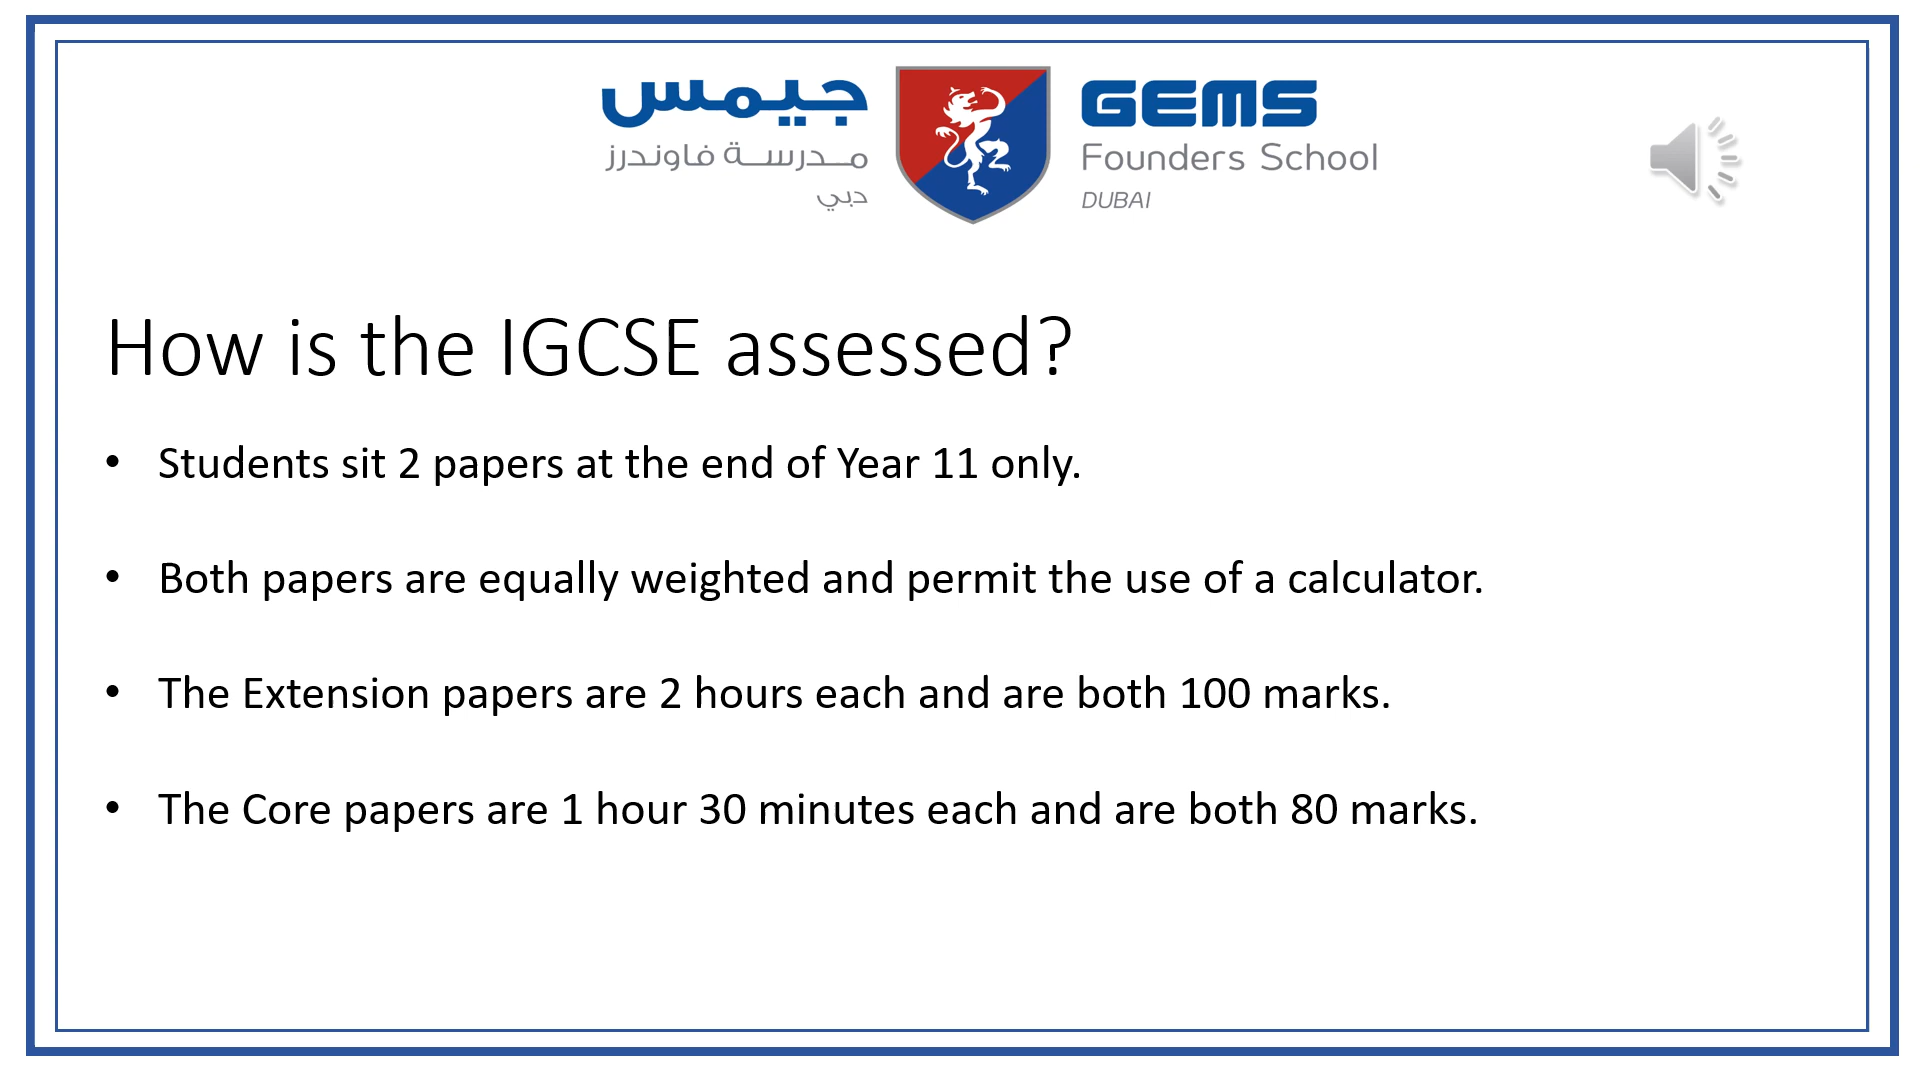 جيمس
مدرسة فاوندرز
دبي
GEMS
Founders School
DUBAI
How is the IGCSE assessed?
• Students sit 2 papers at the end of Year 11 only.
• Both papers are equally weighted and permit the use of a calculator.
• The Extension papers are 2 hours each and are both 100 marks.
• The Core papers are 1 hour 30 minutes each and are both 80 marks.